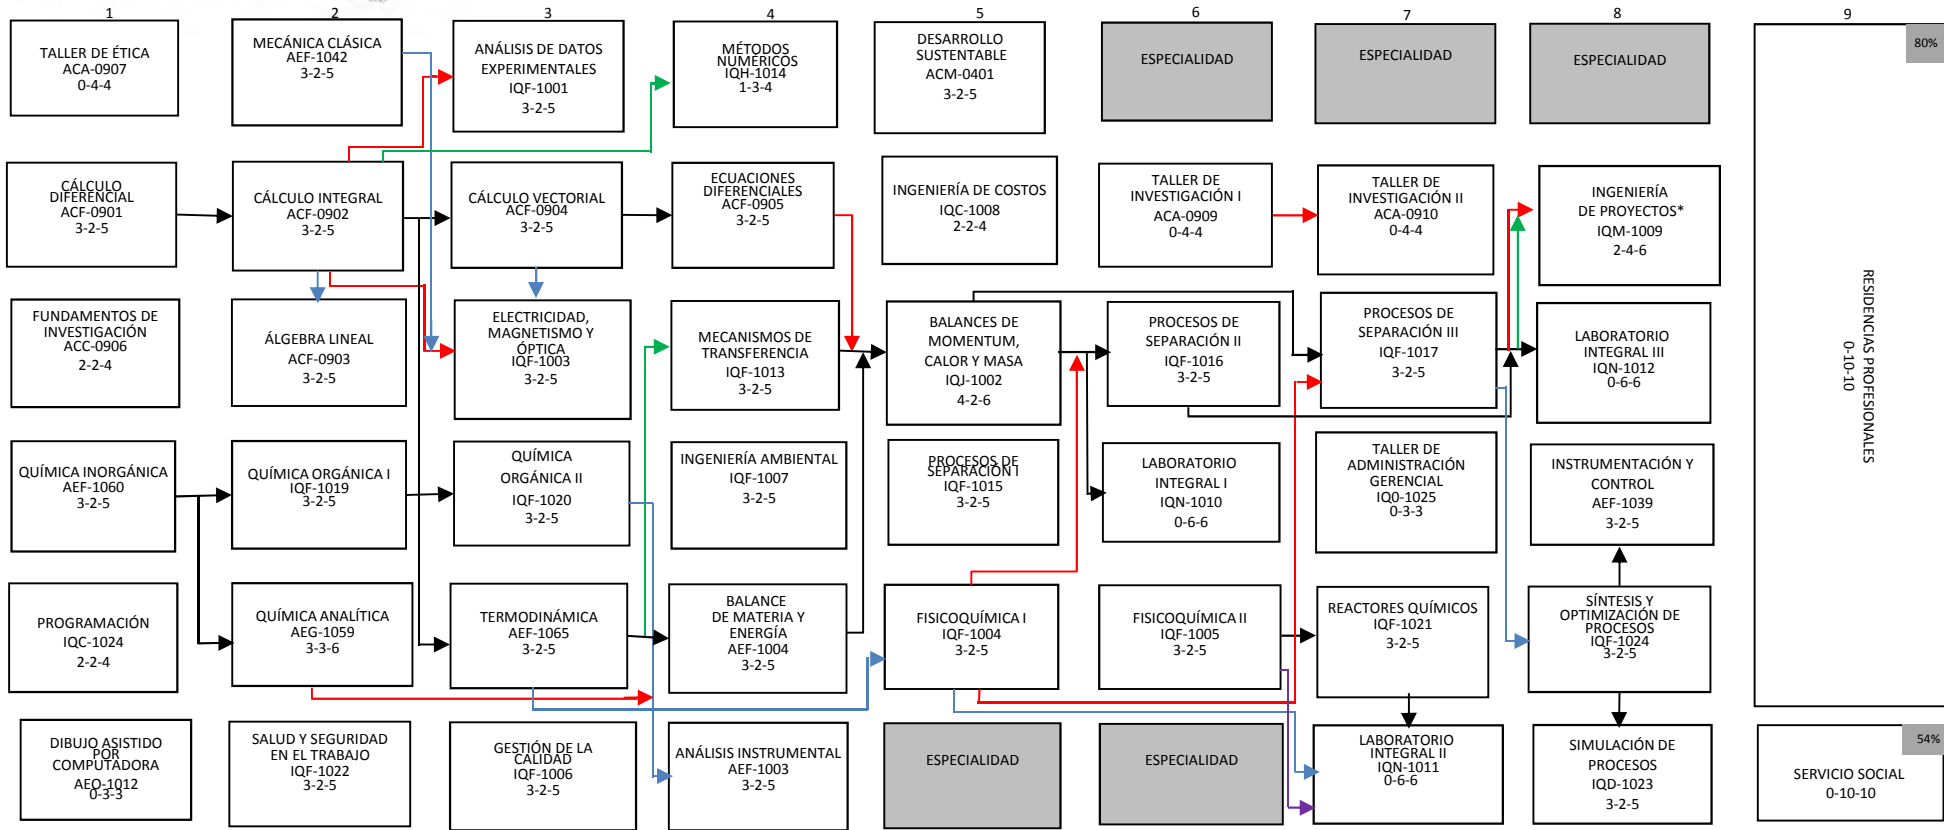 1
2
3
4
5
6
7
8
9
TALLER DE ÉTICA
ACA-0907
0-4-4
MECÁNICA CLÁSICA
AEF-1042
3-2-5
ANÁLISIS DE DATOS
EXPERIMENTALES
IQF-1001
3-2-5
MÉTODOS
NUMÉRICOS
IQH-1014
1-3-4
DESARROLLO
SUSTENTABLE
ACM-0401
3-2-5
ESPECIALIDAD
ESPECIALIDAD
ESPECIALIDAD
80%
CÁLCULO
DIFERENCIAL
ACF-0901
3-2-5
CÁLCULO INTEGRAL
ACF-0902
3-2-5
CÁLCULO VECTORIAL
ACF-0904
3-2-5
ECUACIONES
DIFERENCIALES
ACF-0905
3-2-5
INGENIERÍA DE COSTOS
IQC-1008
2-2-4
TALLER DE
INVESTIGACIÓN I
ACA-0909
0-4-4
TALLER DE
INVESTIGACIÓN II
ACA-0910
0-4-4
INGENIERÍA
DE PROYECTOS*
IQM-1009
2-4-6
RESIDENCIAS PROFESIONALES
0-10-10
FUNDAMENTOS DE
INVESTIGACIÓN
ACC-0906
2-2-4
ÁLGEBRA LINEAL
ACF-0903
3-2-5
ELECTRICIDAD,
MAGNETISMO Y
ÓPTICA
IQF-1003
3-2-5
MECANISMOS DE
TRANSFERENCIA
IQF-1013
3-2-5
BALANCES DE
MOMENTUM,
CALOR Y MASA
IQJ-1002
4-2-6
PROCESOS DE
SEPARACIÓN II
IQF-1016
3-2-5
PROCESOS DE
SEPARACIÓN III
IQF-1017
3-2-5
LABORATORIO
INTEGRAL III
IQN-1012
0-6-6
QUÍMICA INORGÁNICA
AEF-1060
3-2-5
QUÍMICA ORGÁNICA I
IQF-1019
3-2-5
QUÍMICA
ORGÁNICA II
IQF-1020
3-2-5
INGENIERÍA AMBIENTAL
IQF-1007
3-2-5
PROCESOS DE
SEPARACIÓN I
IQF-1015
3-2-5
LABORATORIO
INTEGRAL I
IQN-1010
0-6-6
TALLER DE
ADMINISTRACIÓN
GERENCIAL
IQ0-1025
0-3-3
INSTRUMENTACIÓN Y
CONTROL
AEF-1039
3-2-5
PROGRAMACIÓN
IQC-1024
2-2-4
QUÍMICA ANALÍTICA
AEG-1059
3-3-6
TERMODINÁMICA
AEF-1065
3-2-5
BALANCE
DE MATERIA Y
ENERGÍA
AEF-1004
3-2-5
FISICOQUÍMICA I
IQF-1004
3-2-5
FISICOQUÍMICA II
IQF-1005
3-2-5
REACTORES QUÍMICOS
IQF-1021
3-2-5
SÍNTESIS Y
OPTIMIZACIÓN DE
PROCESOS
IQF-1024
3-2-5
DIBUJO ASISTIDO
POR
COMPUTADORA
AEO-1012
0-3-3
SALUD Y SEGURIDAD
EN EL TRABAJO
IQF-1022
3-2-5
GESTIÓN DE LA
CALIDAD
IQF-1006
3-2-5
ANÁLISIS INSTRUMENTAL
AEF-1003
3-2-5
ESPECIALIDAD
ESPECIALIDAD
LABORATORIO
INTEGRAL II
IQN-1011
0-6-6
SIMULACIÓN DE
PROCESOS
IQD-1023
3-2-5
54%
SERVICIO SOCIAL
0-10-10